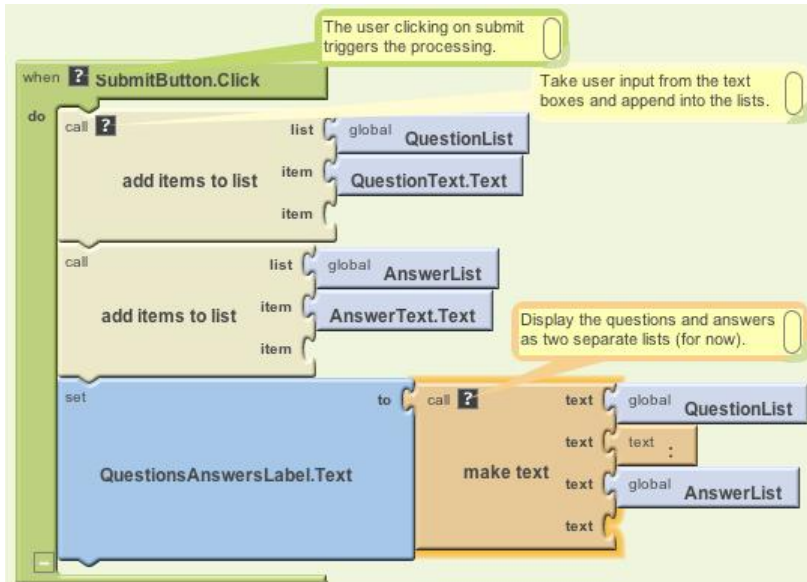 The user clicking on submit
triggers the processing.
when ? SubmitButton.Click
Take user input from the text
boxes and append into the lists.
do
call ?
list
global QuestionList
add items to list
item
QuestionText.Text
item
call
list
global AnswerList
add items to list
item
AnswerText.Text
item
Display the questions and answers
as two separate lists (for now).
set
to
call ?
text
global QuestionList
text
text :
QuestionsAnswersLabel.Text
make text
text
global AnswerList
text